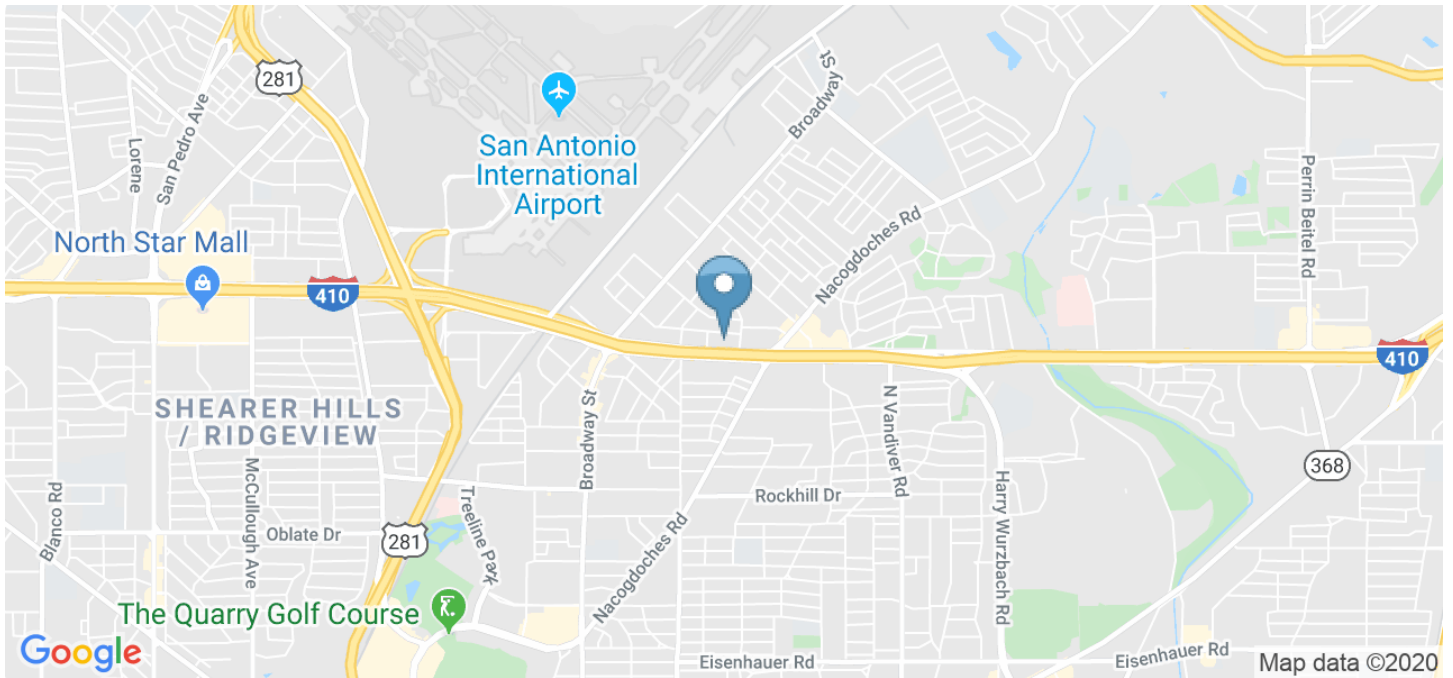 281
San Pedro Ave
Lorene
San Antonio
International
Airport
Broadway St
Nacogdoches Rd
Perrin Beitel Rd
North Star Mall
410
410
SHEARER HILLS
/ RIDGEVIEW
Broadway St
N Vandiver Rd
368
McCullough Ave
Blanco Rd
Treeline Park
Rockhill Dr
Harry Wurzbach Rd
Oblate Dr
281
Nacogdoches Rd
The Quarry Golf Course
Google
Eisenhauer Rd
Eisenhauer Rd
Map data ©2020